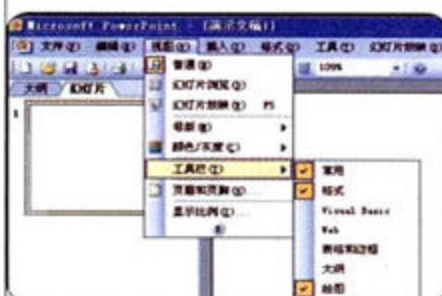 Microsoft PowerPoint - [演示文稿1]
文件(F) 编辑(E) 视图(V) 插入(I) 格式(O) 工具(T) 幻灯片放映(D)
普通(N)
100%
大纲 幻灯片
幻灯片浏览(D)
1
幻灯片放映(W) F5
母版(M)
颜色/灰度(C)
工具栏(T)
常用
页眉和页脚(H)...
格式
显示比例(Z)...
Visual Basic
Web
表格和边框
大纲
绘图